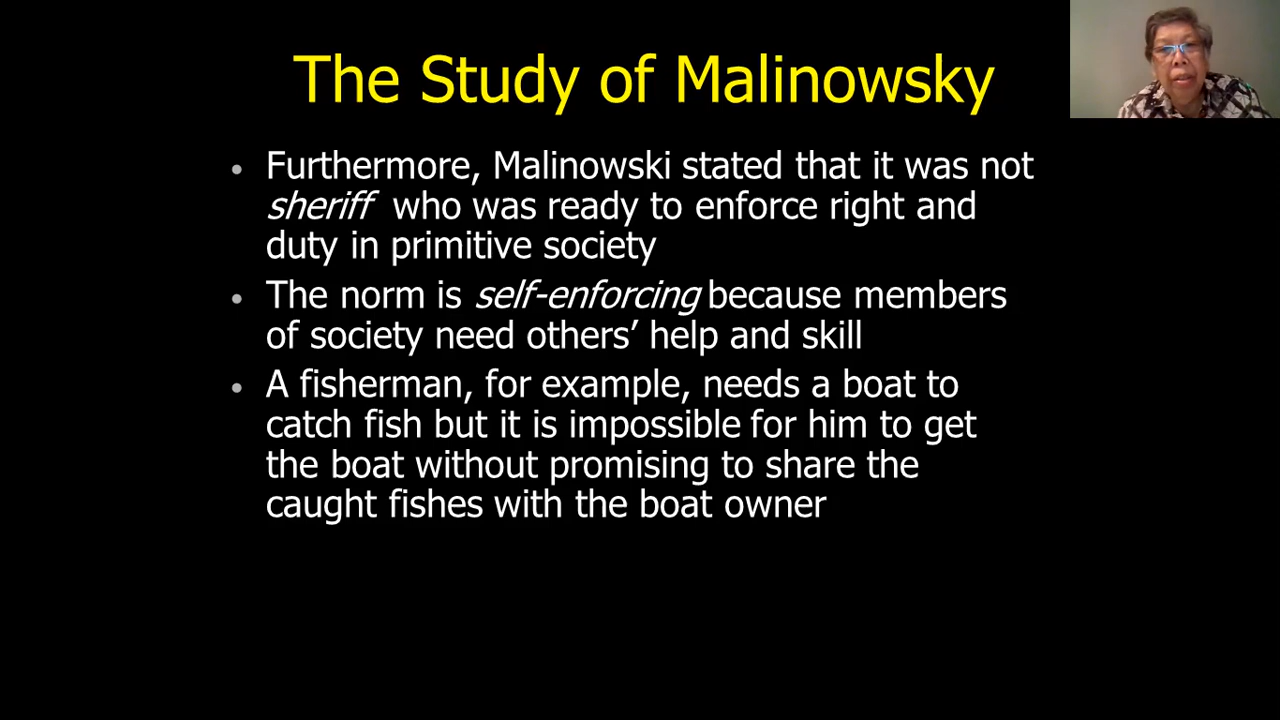 The Study of Malinowsky
• Furthermore, Malinowski stated that it was not
sheriff who was ready to enforce right and
duty in primitive society
• The norm is self-enforcing because members
of society need others’ help and skill
• A fisherman, for example, needs a boat to
catch fish but it is impossible for him to get
the boat without promising to share the
caught fishes with the boat owner